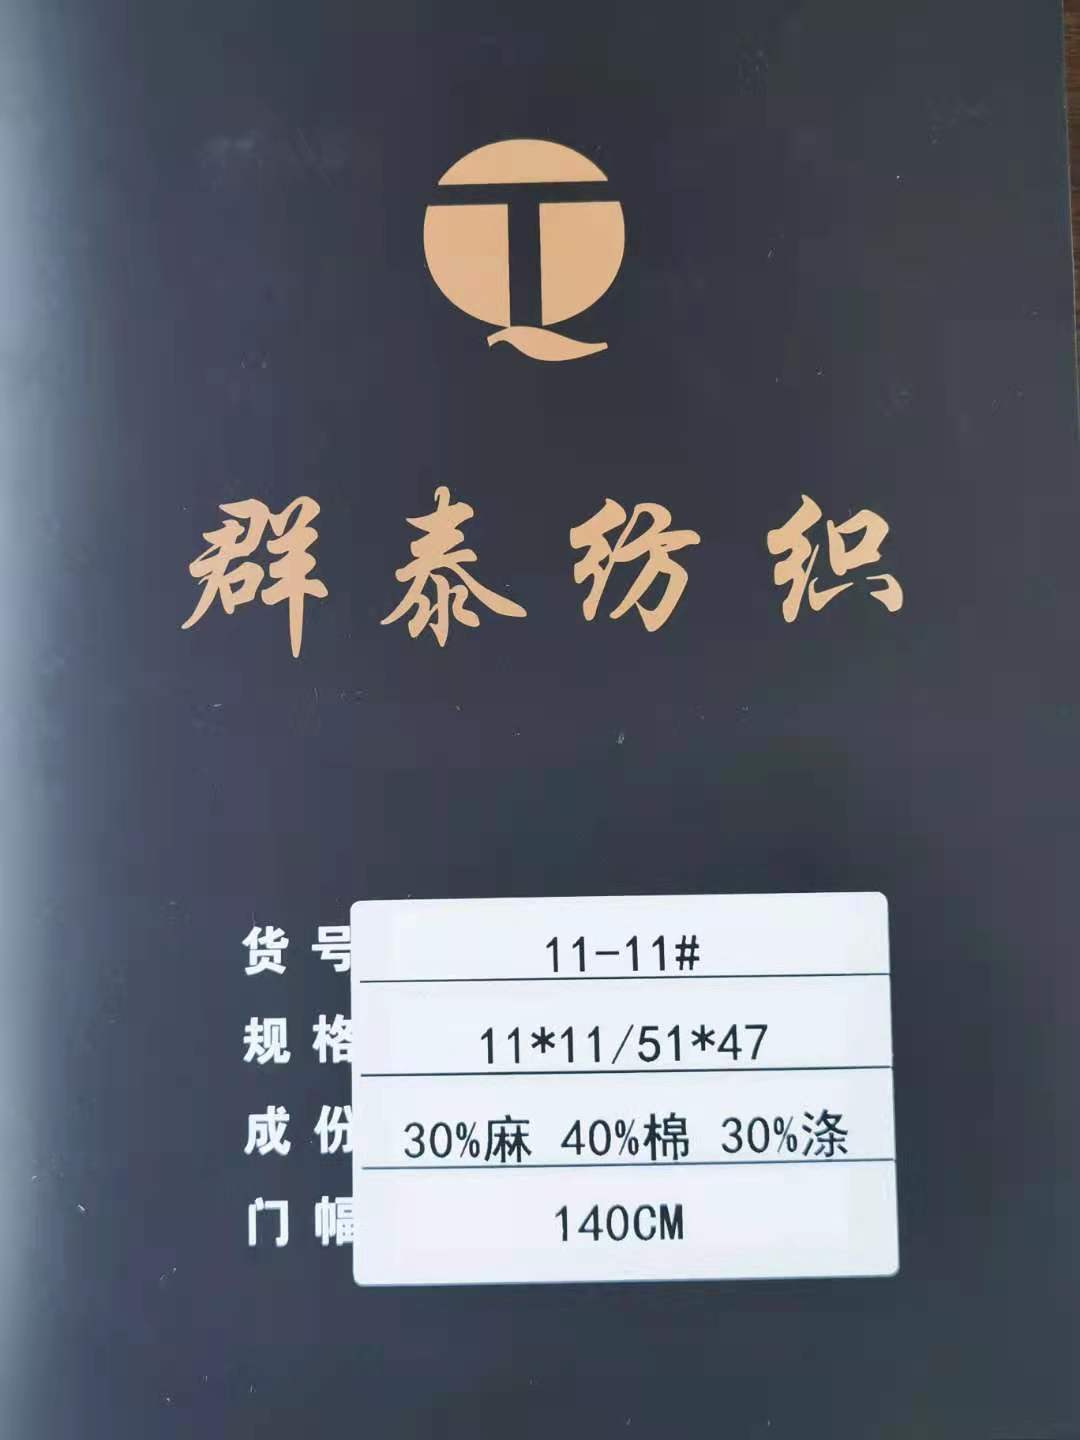 TQ
群泰纺织
货号 11-11#
规格 11*11/51*47
成份 30%麻 40%棉 30%涤
门幅 140CM